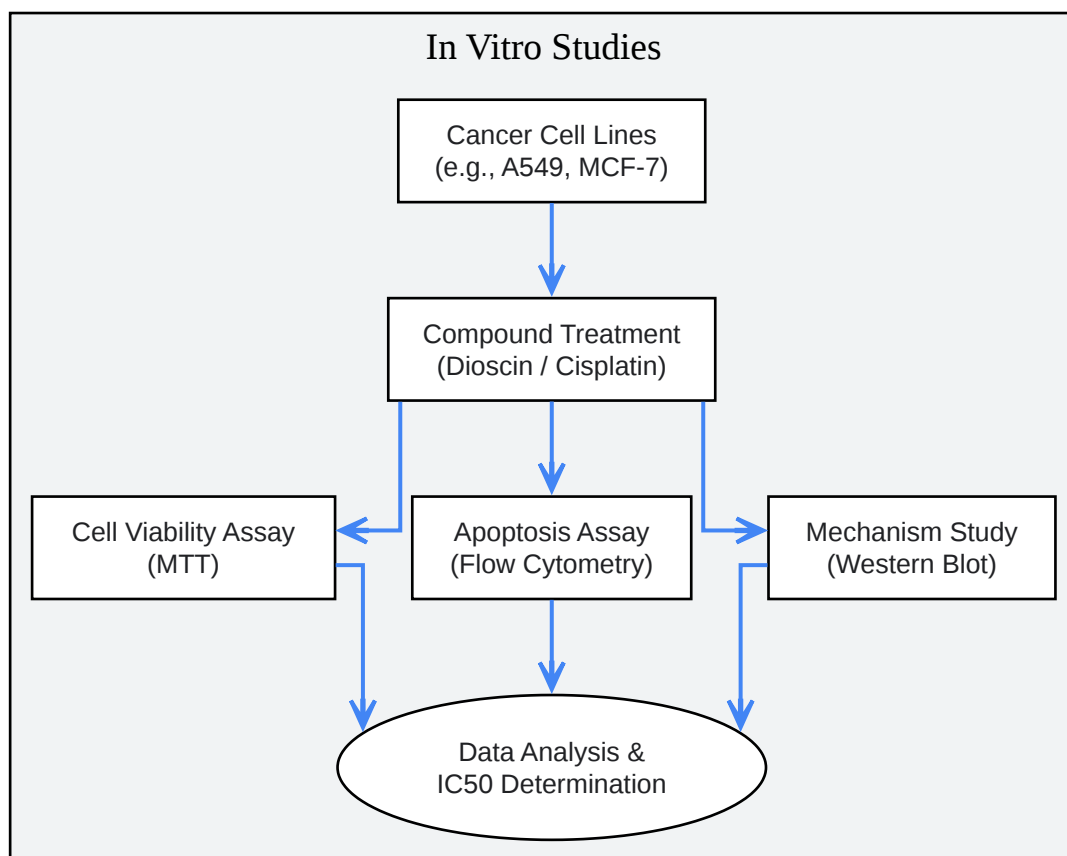 In Vitro Studies
Cancer Cell Lines
(e.g., A549, MCF-7)
Compound Treatment
(Dioscin / Cisplatin)
Cell Viability Assay
(MTT)
Apoptosis Assay
(Flow Cytometry)
Mechanism Study
(Western Blot)
Data Analysis &
IC50 Determination